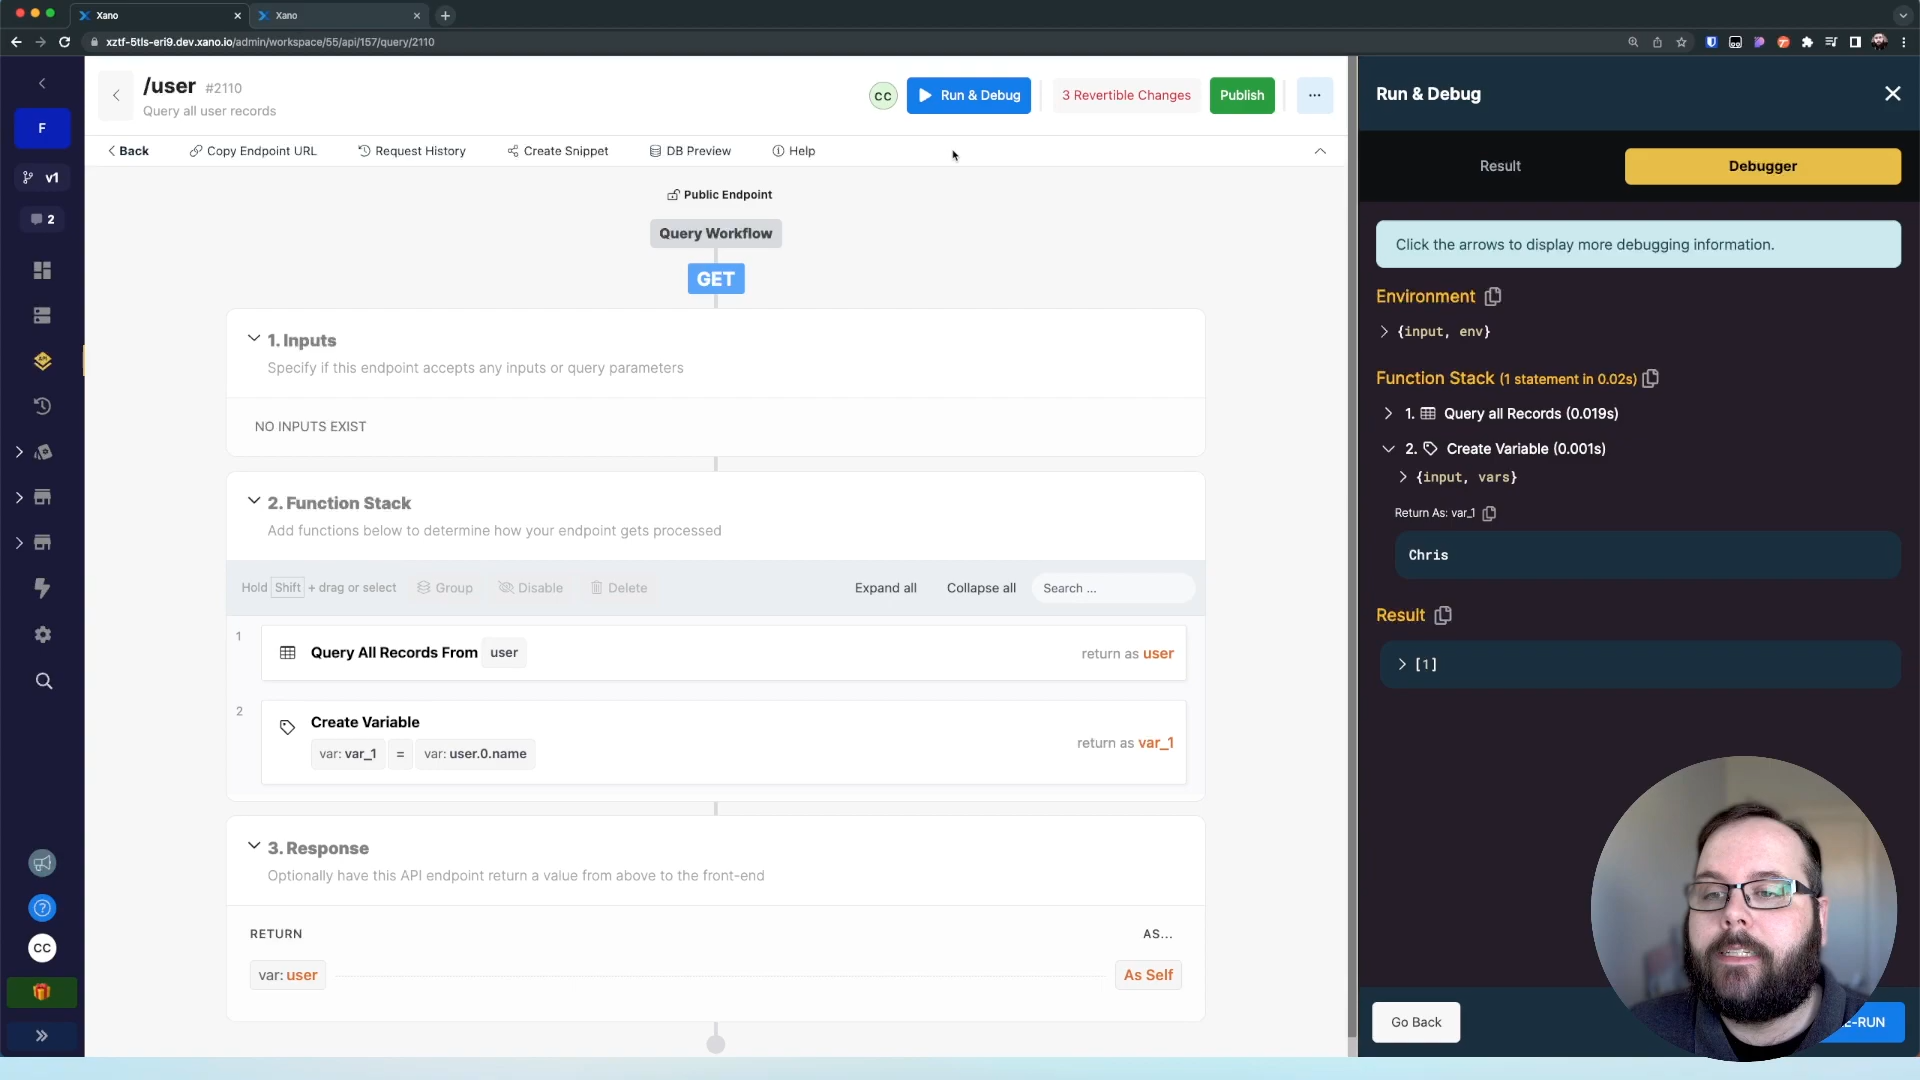 Xano
Xano
xztf-5tls-eri9.dev.xano.io/admin/workspace/55/api/157/query/2110
F
v1
2
CC
/user #2110
Query all user records
CC
Run & Debug
3 Revertible Changes
Publish
Back
Copy Endpoint URL
Request History
Create Snippet
DB Preview
Help
Public Endpoint
Query Workflow
GET
1. Inputs
Specify if this endpoint accepts any inputs or query parameters
NO INPUTS EXIST
2. Function Stack
Add functions below to determine how your endpoint gets processed
Hold Shift + drag or select
Group
Disable
Delete
Expand all
Collapse all
Search ...
1
Query All Records From user
return as user
2
Create Variable
var: var_1 = var: user.0.name
return as var_1
3. Response
Optionally have this API endpoint return a value from above to the front-end
RETURN
AS...
var: user
As Self
Run & Debug
Result
Debugger
Click the arrows to display more debugging information.
Environment
{input, env}
Function Stack (1 statement in 0.02s)
1. Query all Records (0.019s)
2. Create Variable (0.001s)
{input, vars}
Return As: var_1
Chris
Result
[1]
Go Back
E-RUN